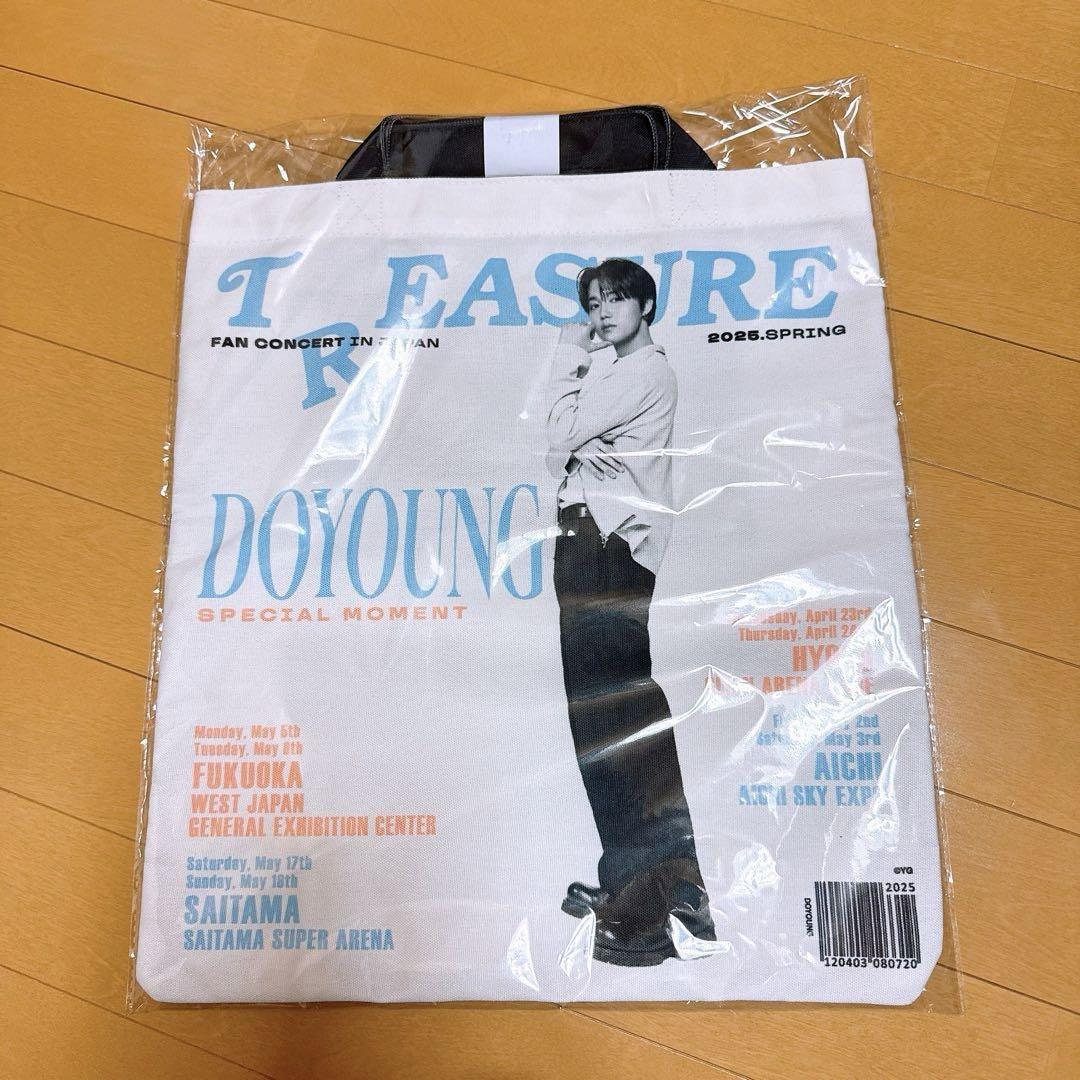 TREASURE
FAN CONCERT IN JAPAN
2025.SPRING
DOYOUNG
SPECIAL MOMENT
April 23rd
Thursday, April
2nd
May 3rd
AICHI
AICHI SKY EXPO
Monday, May 5th
Tuesday, May 6th
FUKUOKA
WEST JAPAN
GENERAL EXHIBITION CENTER
Saturday, May 17th
Sunday, May 18th
SAITAMA
SAITAMA SUPER ARENA
©YG
2025
DOYOUNG
120403 080720